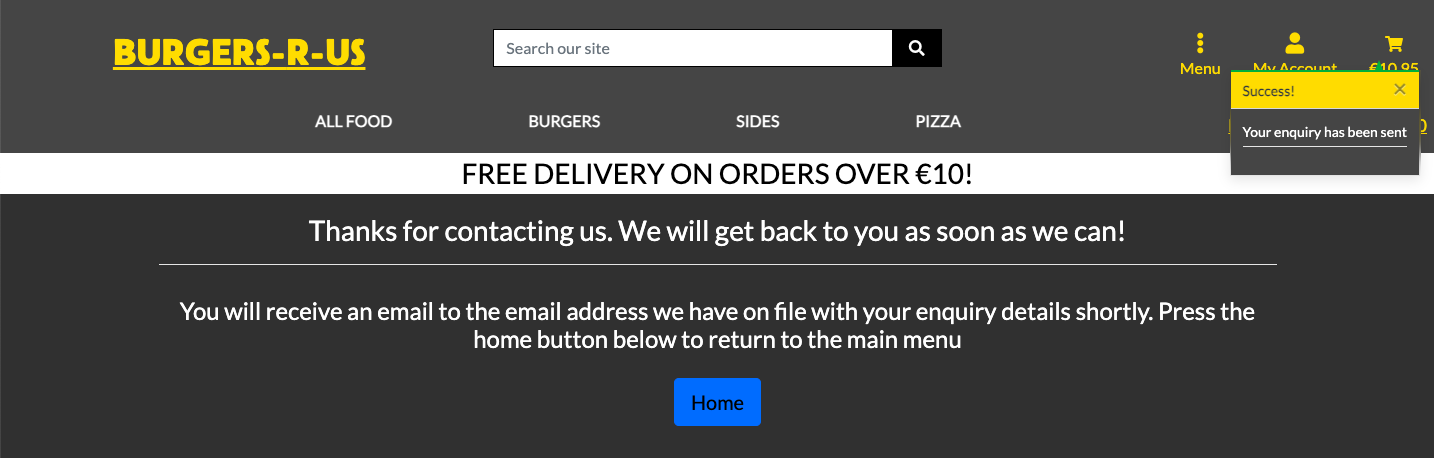 BURGERS-R-US
Search our site
Menu
My Account
€10.95
Success!
Your enquiry has been sent
ALL FOOD
BURGERS
SIDES
PIZZA
FREE DELIVERY ON ORDERS OVER €10!
Thanks for contacting us. We will get back to you as soon as we can!
You will receive an email to the email address we have on file with your enquiry details shortly. Press the
home button below to return to the main menu
Home